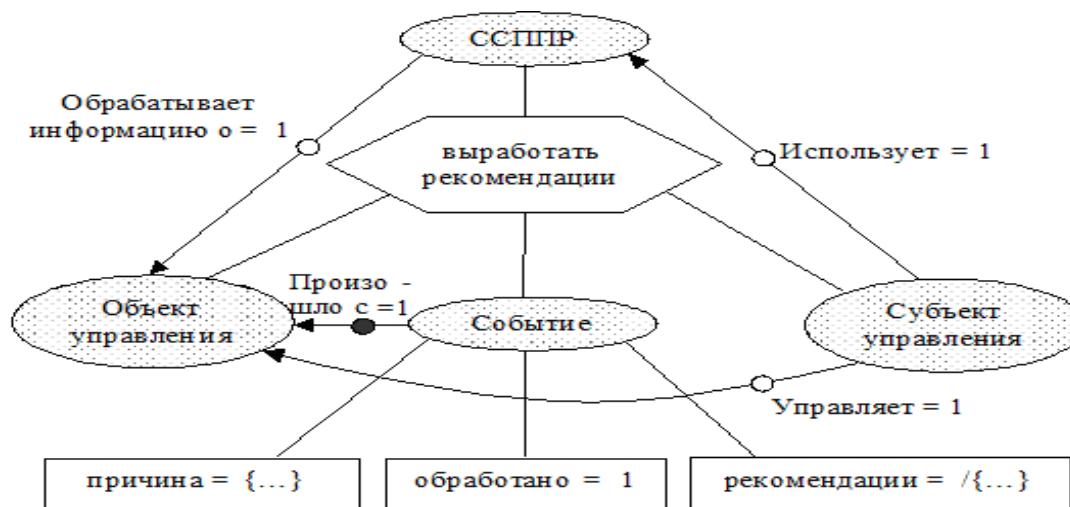 ССППР
Обрабатывает
информацию о = 1
выработать
рекомендации
Использует = 1
Произо -
шло с =1
Объект
управления
Событие
Субъект
управления
Управляет = 1
причина = {...}
обработано = 1
рекомендации = /{...}